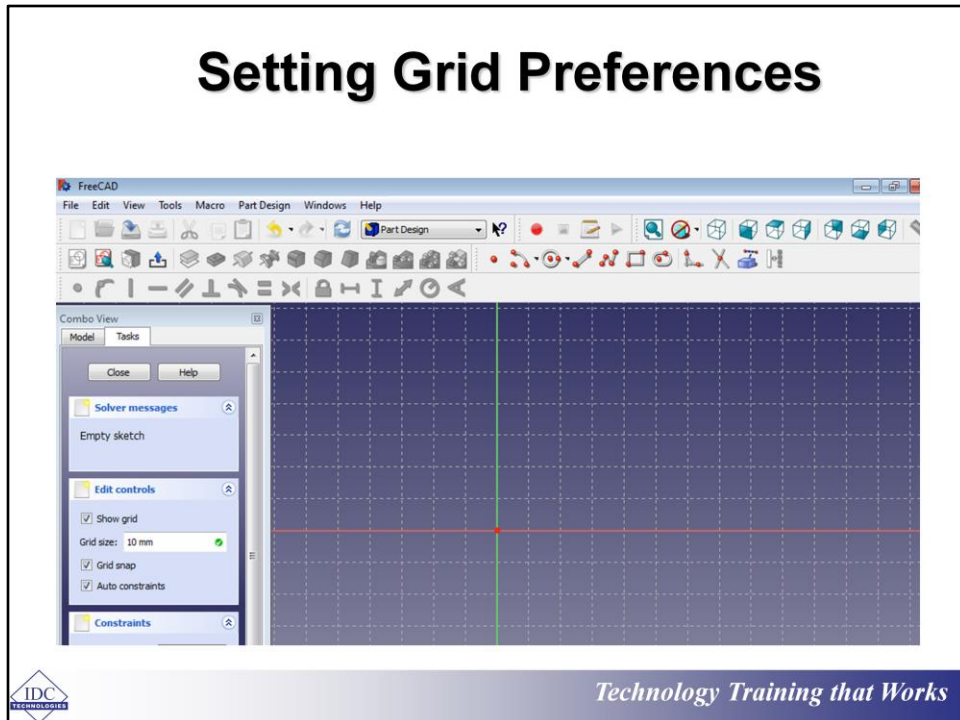 Setting Grid Preferences
FreeCAD
File Edit View Tools Macro Part Design Windows Help
Part Design
Combo View
Model Tasks
Close Help
Solver messages
Empty sketch
Edit controls
Show grid
Grid size: 10 mm
Grid snap
Auto constraints
Constraints
IDC
TECHNOLOGIES
Technology Training that Works